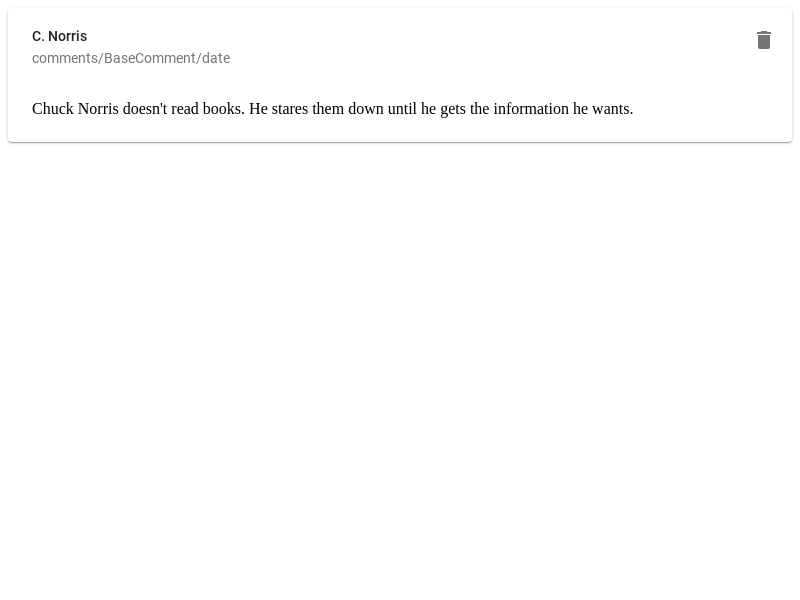 C. Norris
comments/BaseComment/date
Chuck Norris doesn't read books. He stares them down until he gets the information he wants.